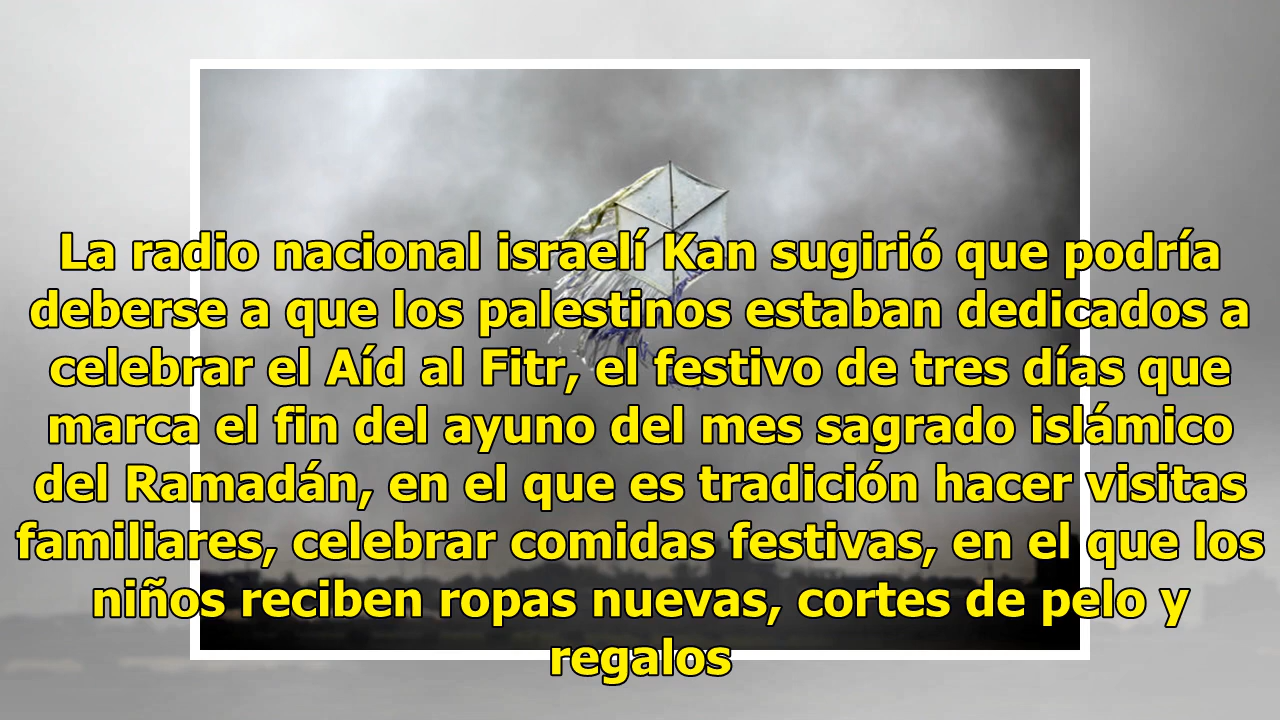 La radio nacional israelí Kan sugirió que podría
deberse a que los palestinos estaban dedicados a
celebrar el Aíd al Fitr, el festivo de tres días que
marca el fin del ayuno del mes sagrado islámico
del Ramadán, en el que es tradición hacer visitas
familiares, celebrar comidas festivas, en el que los
niños reciben ropas nuevas, cortes de pelo y
regalos